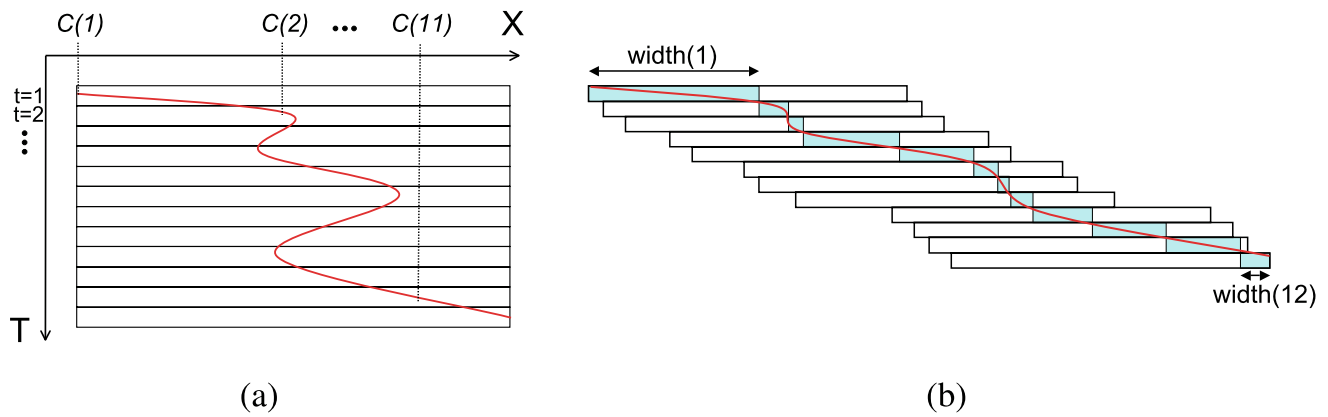 C(1) C(2) ... C(11) X
t=1
t=2
...
T
(a)
width(1)
width(12)
(b)